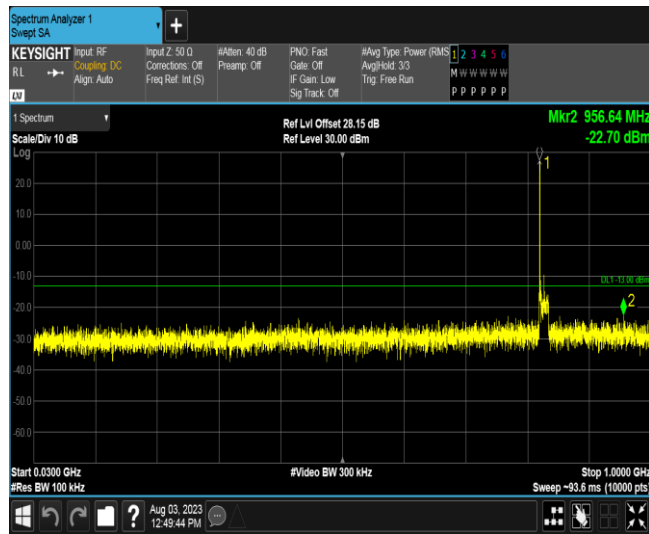 Spectrum Analyzer 1
Swept SA
+
KEYSIGHT Input: RF Input Z: 50 Ω #Atten: 40 dB PNO: Fast #Avg Type: Power (RMS 1 2 3 4 5 6
RL Coupling: DC Corrections: Off Preamp: Off Gate: Off Avg|Hold: 3/3 M W W W W W
Align: Auto Freq Ref: Int (S) IF Gain: Low Trig: Free Run
LXI Sig Track: Off P P P P P P
1 Spectrum Ref Lvl Offset 28.15 dB Mkr2 956.64 MHz
Scale/Div 10 dB Ref Level 30.00 dBm -22.70 dBm
Log
1
20.0
10.0
0.00
-10.0
DL1 -13.00 dBm
-20.0
2
-30.0
-40.0
-50.0
-60.0
Start 0.0300 GHz #Video BW 300 kHz Stop 1.0000 GHz
#Res BW 100 kHz Sweep ~93.6 ms (10000 pts)
? Aug 03, 2023
12:49:44 PM